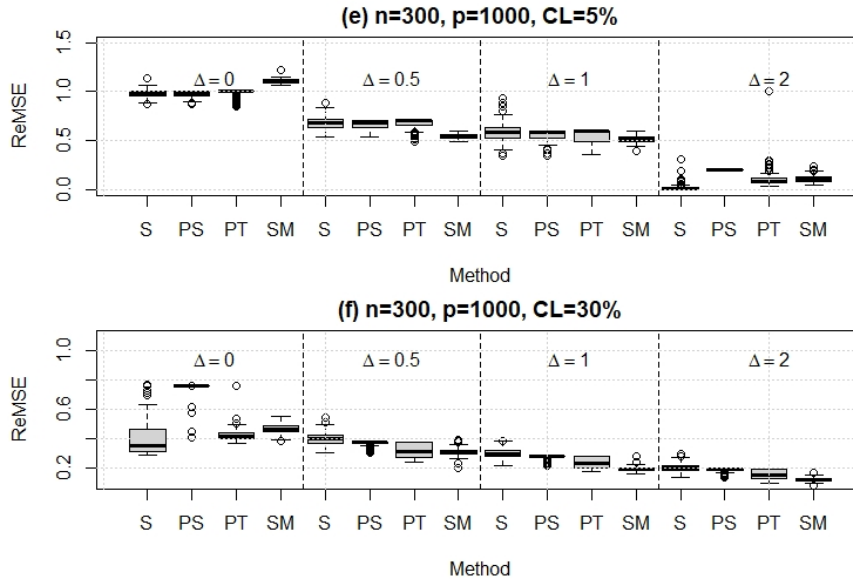 (e) n=300, p=1000, CL=5%
ReMSE
1.5
1.0
0.5
0.0
Δ = 0
Δ = 0.5
Δ = 1
Δ = 2
S PS PT SM S PS PT SM S PS PT SM S PS PT SM
Method
(f) n=300, p=1000, CL=30%
ReMSE
1.0
0.6
0.2
Δ = 0
Δ = 0.5
Δ = 1
Δ = 2
S PS PT SM S PS PT SM S PS PT SM S PS PT SM
Method